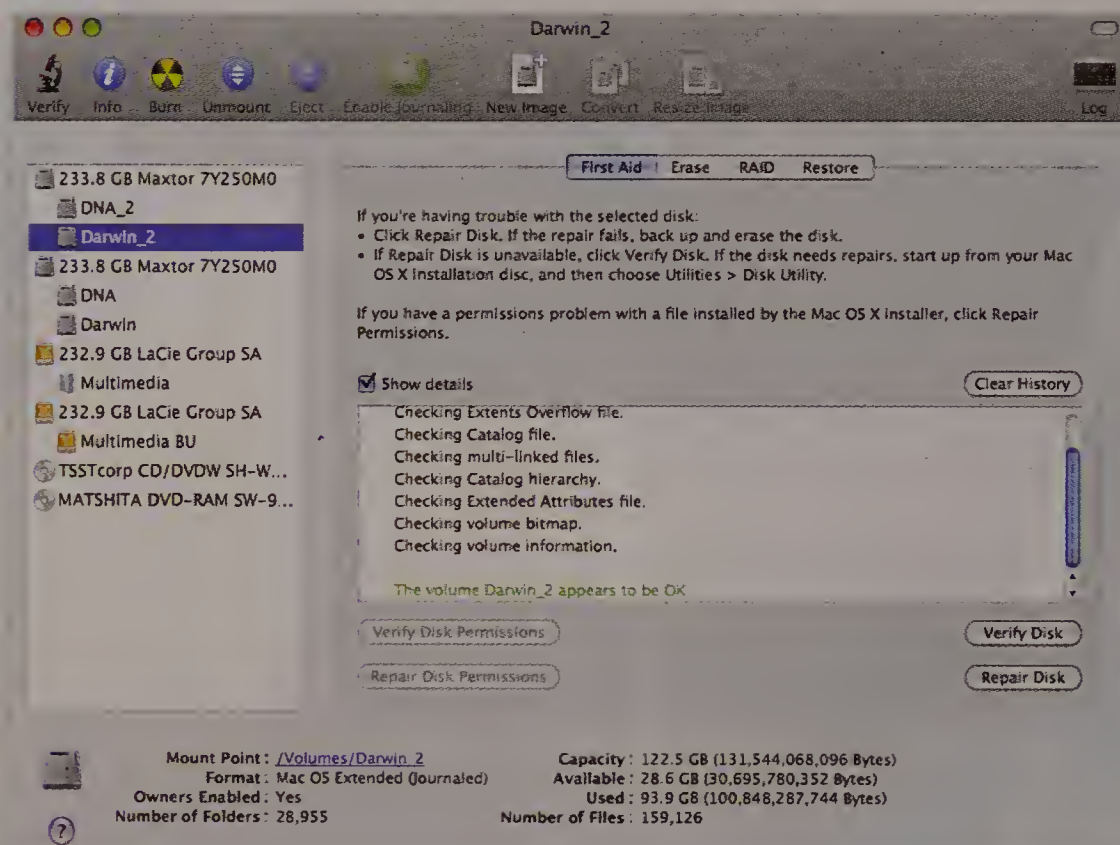 Darwin_2
Verify Info Burn Unmount Eject Enable Journaling New Image Convert Resize Image Log
233.8 GB Maxtor 7Y250M0
DNA_2
Darwin_2
233.8 GB Maxtor 7Y250M0
DNA
Darwin
232.9 GB LaCie Group SA
Multimedia
232.9 GB LaCie Group SA
Multimedia BU
TSSTcorp CD/DVDW SH-W...
MATSHITA DVD-RAM SW-9...
First Aid Erase RAID Restore
If you're having trouble with the selected disk:
• Click Repair Disk. If the repair fails, back up and erase the disk.
• If Repair Disk is unavailable, click Verify Disk. If the disk needs repairs, start up from your Mac
OS X installation disc, and then choose Utilities > Disk Utility.
If you have a permissions problem with a file installed by the Mac OS X installer, click Repair
Permissions.
Show details
Clear History
Checking Extents Overflow file.
Checking Catalog file.
Checking multi-linked files.
Checking Catalog hierarchy.
Checking Extended Attributes file.
Checking volume bitmap.
Checking volume information.
The volume Darwin_2 appears to be OK
Verify Disk Permissions
Verify Disk
Repair Disk Permissions
Repair Disk
Mount Point : /Volumes/Darwin_2
Format : Mac OS Extended (Journaled)
Owners Enabled : Yes
Number of Folders : 28,955
Capacity : 122.5 GB (131,544,068,096 Bytes)
Available : 28.6 GB (30,695,780,352 Bytes)
Used : 93.9 GB (100,848,287,744 Bytes)
Number of Files : 159,126
?